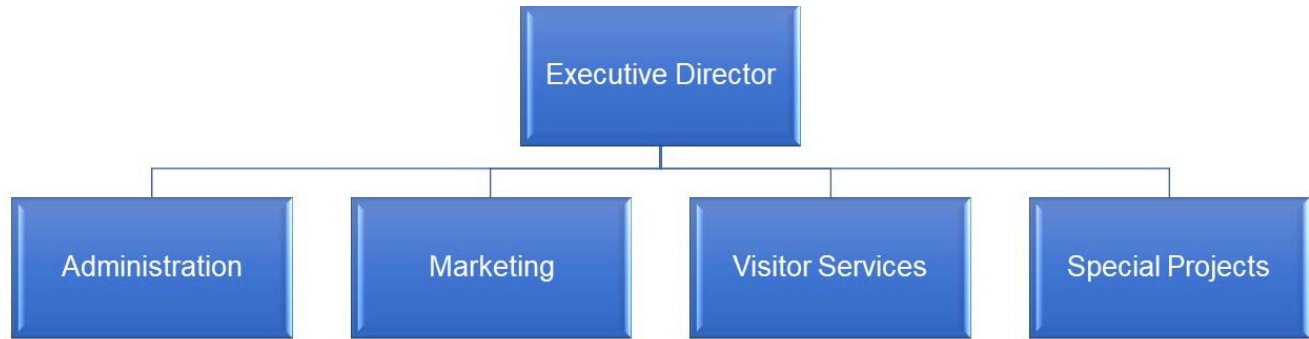 Executive Director
Administration
Marketing
Visitor Services
Special Projects